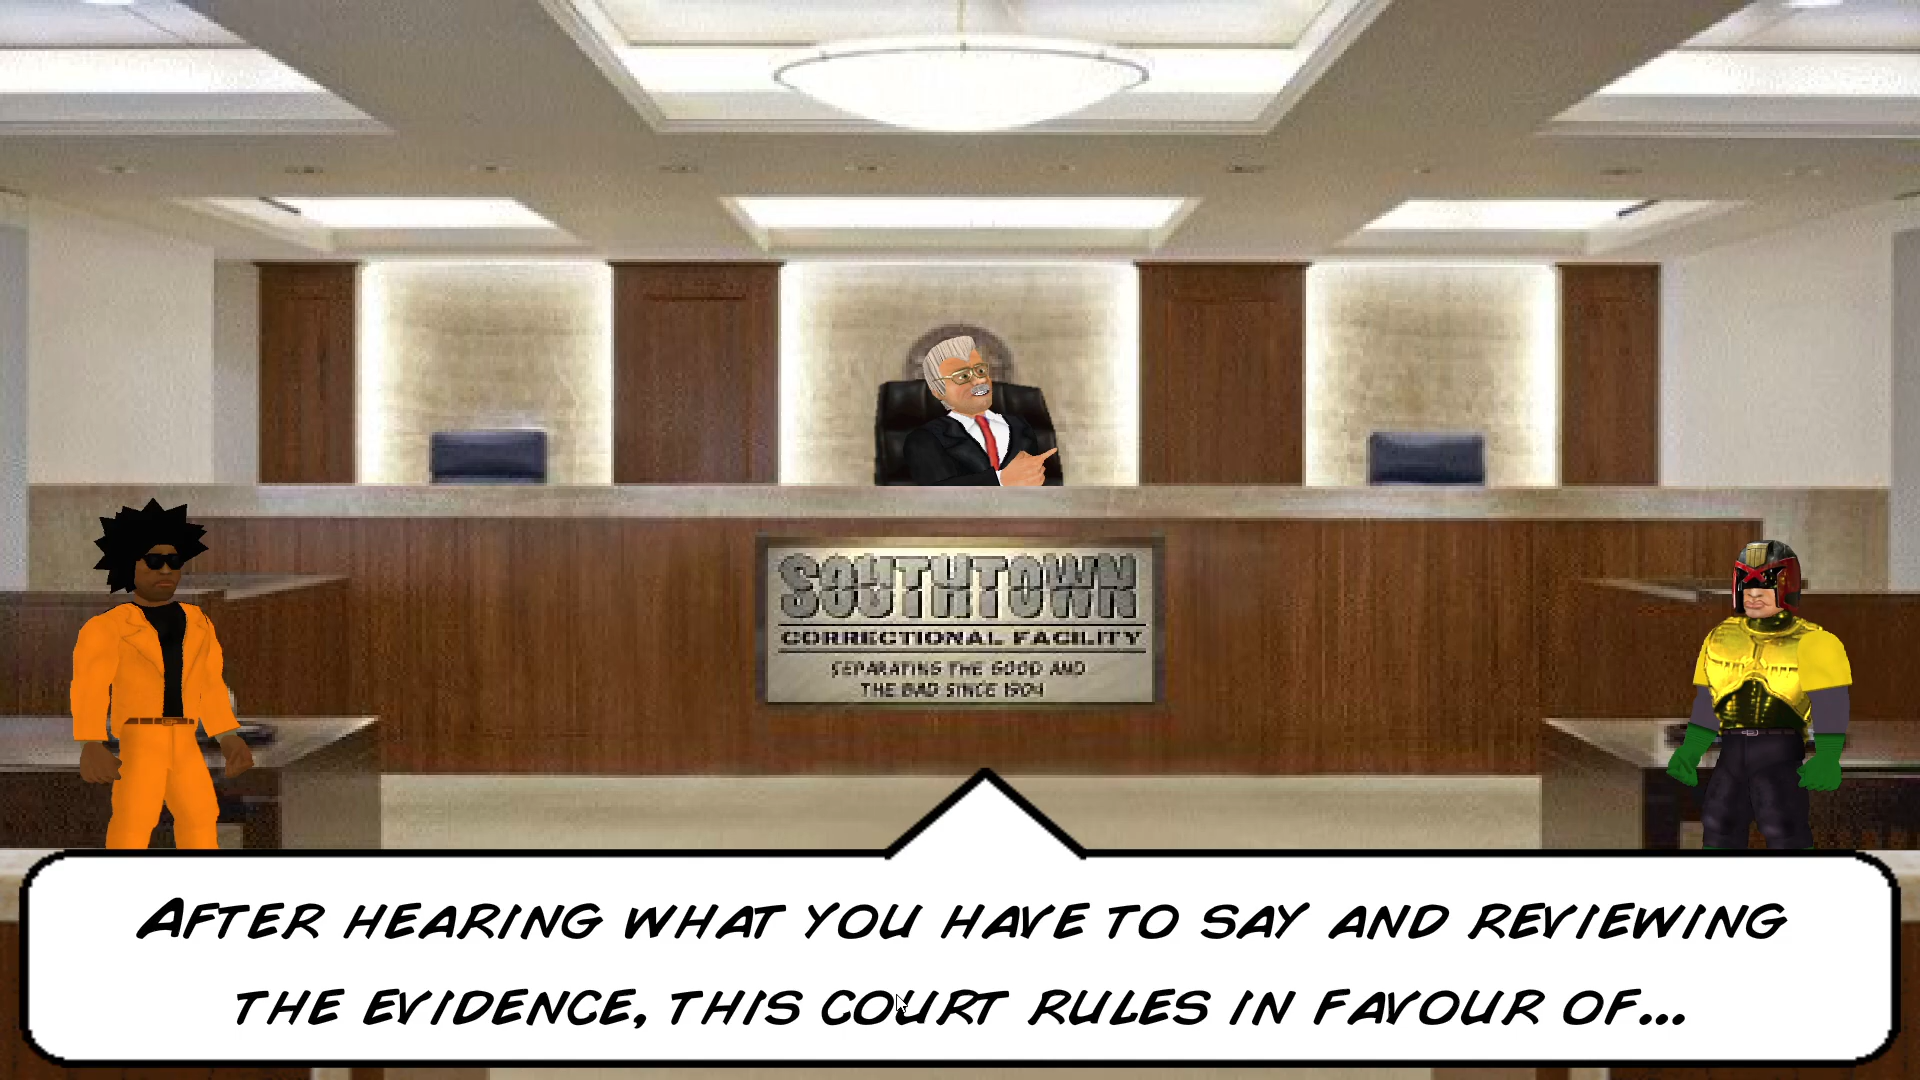 SOUTHTOWN
CORRECTIONAL FACILITY
SEPARATING THE GOOD AND
THE BAD SINCE 1904
AFTER HEARING WHAT YOU HAVE TO SAY AND REVIEWING
THE EVIDENCE, THIS COURT RULES IN FAVOUR OF...